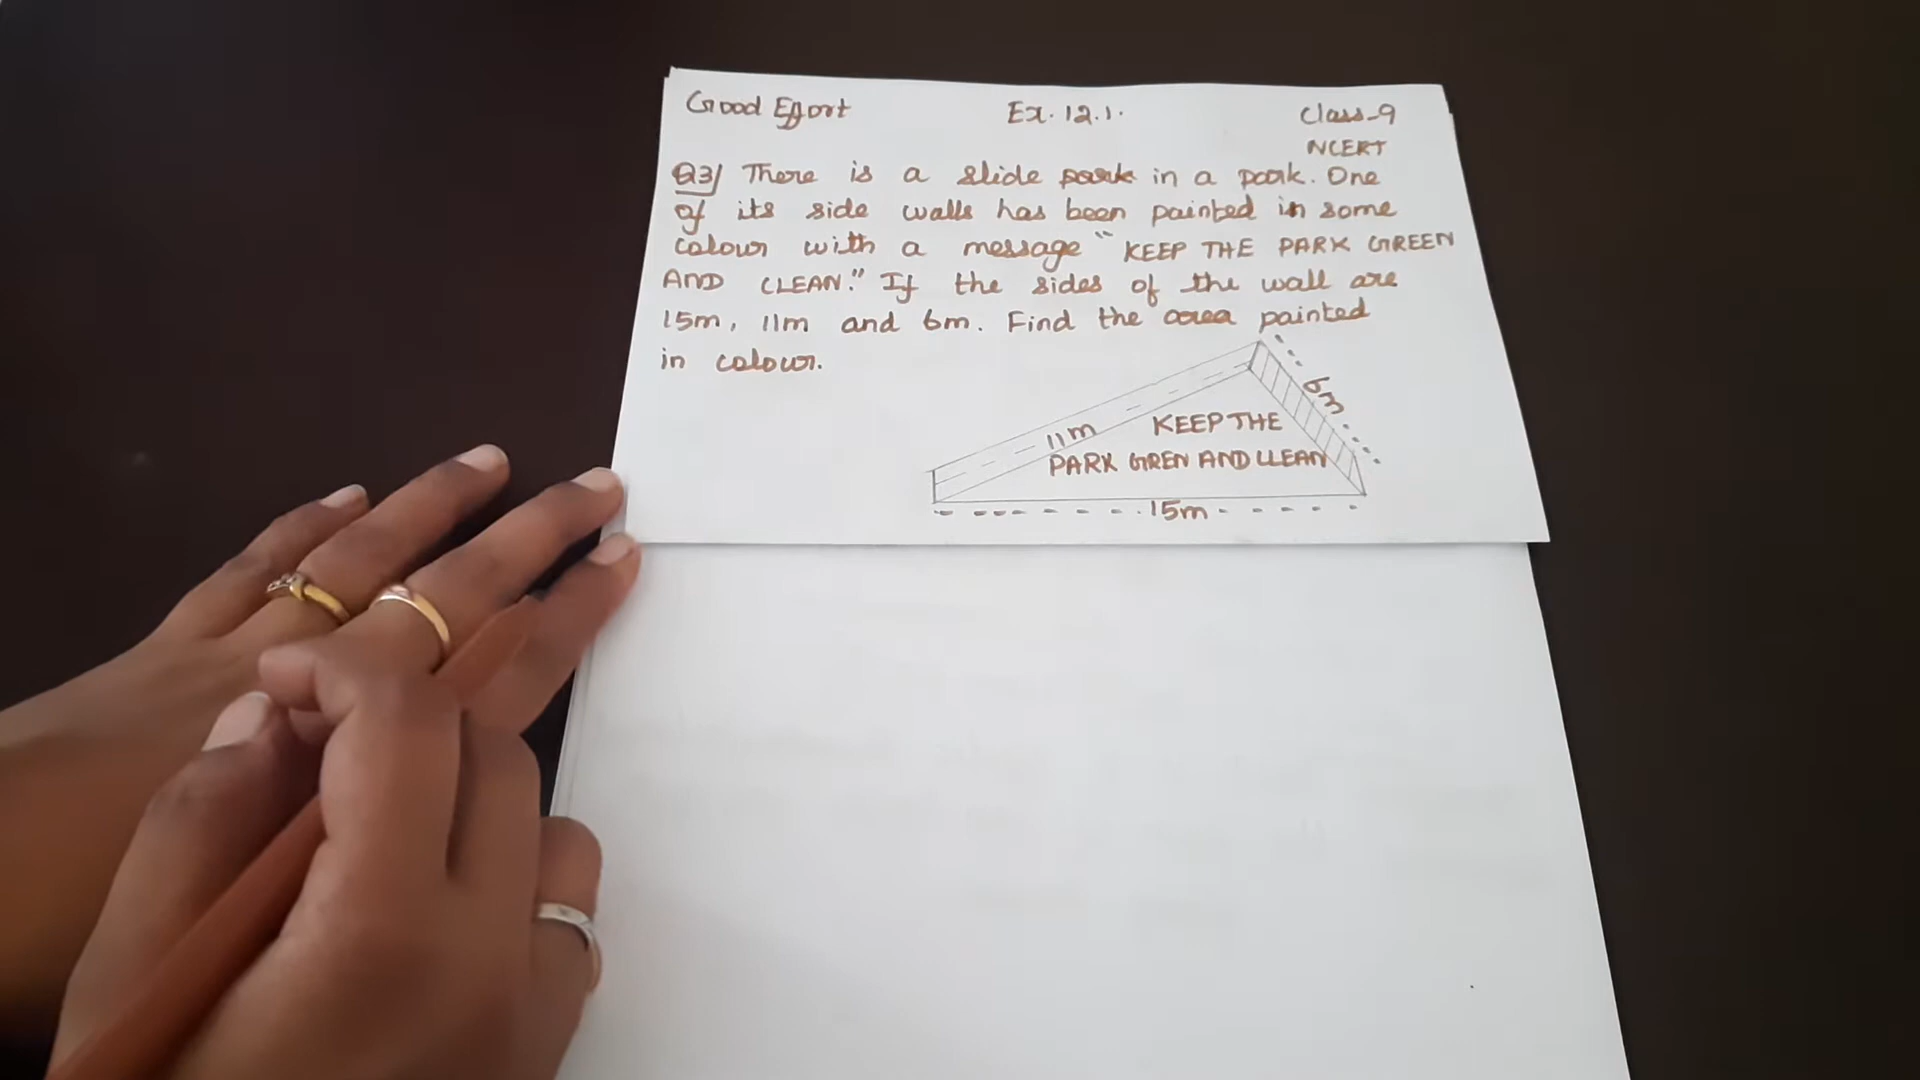 Good Effort Ex. 12.1. Class-9
NCERT
Q3/ There is a slide park in a park. One
of its side walls has been painted in some
colour with a message "KEEP THE PARK GREEN
AND CLEAN." If the sides of the wall are
15m, 11m and 6m. Find the area painted
in colour.
6m
11m KEEP THE
PARK GREN AND CLEAN
15m